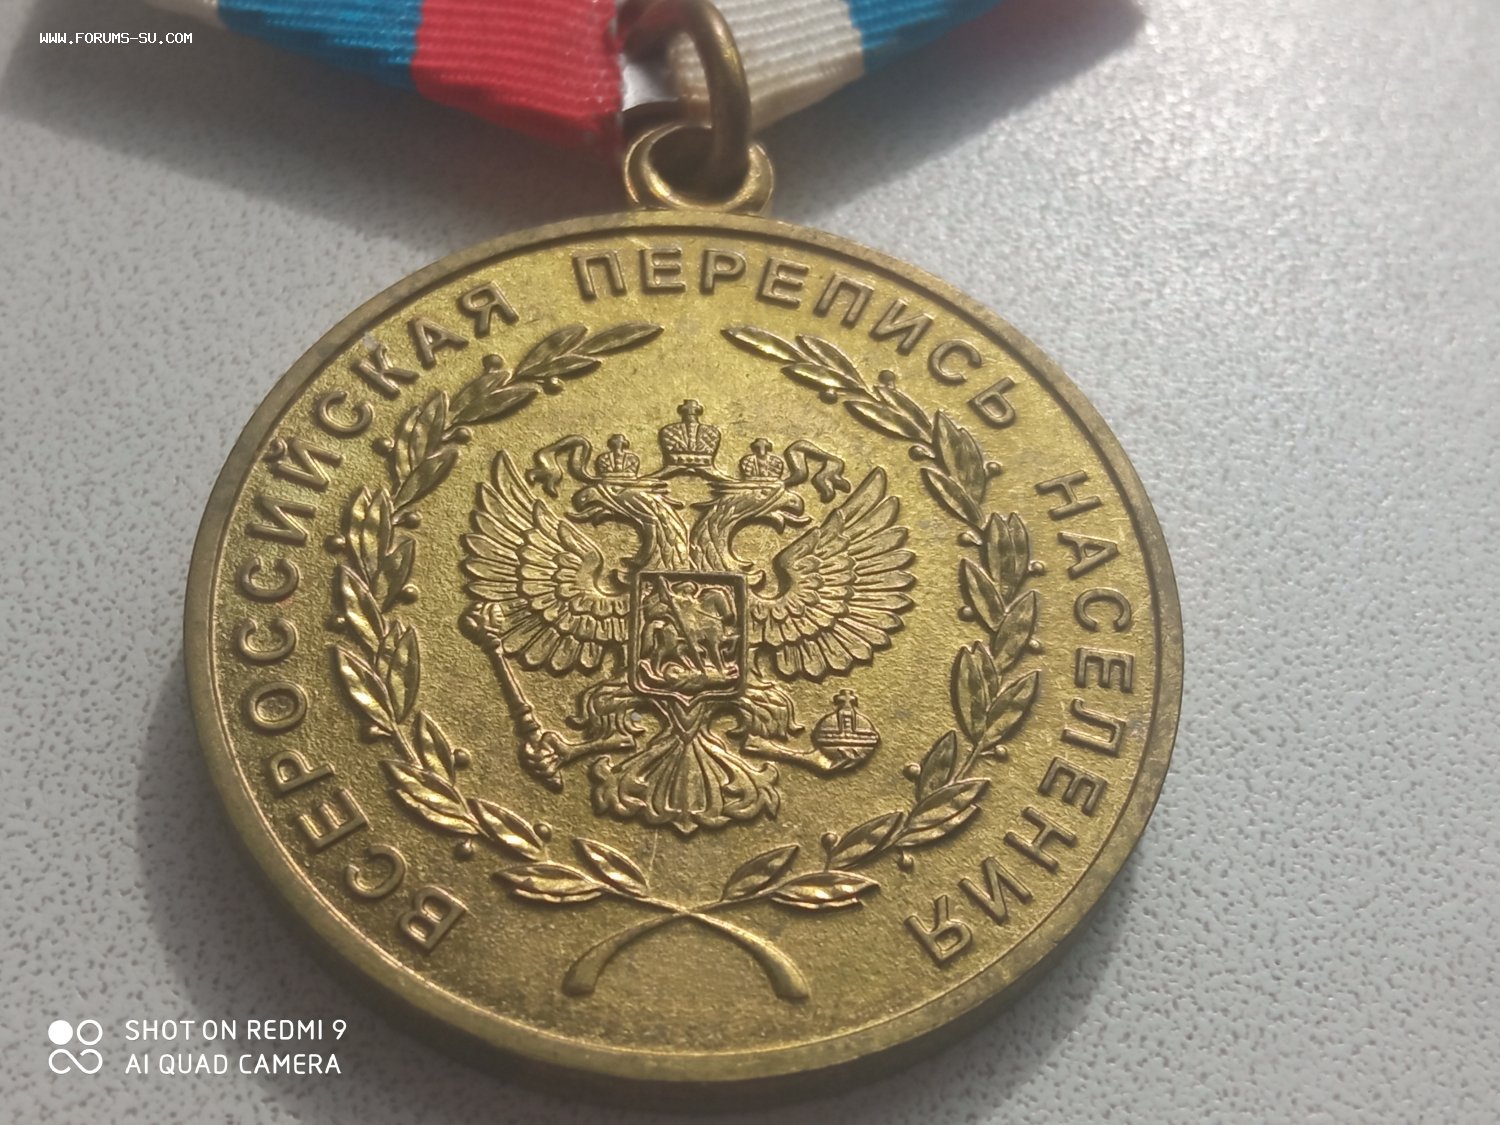 WWW.FORUMS-SU.COM
ВСЕРОССИЙСКАЯ ПЕРЕПИСЬ НАСЕЛЕНИЯ
SHOT ON REDMI 9
AI QUAD CAMERA